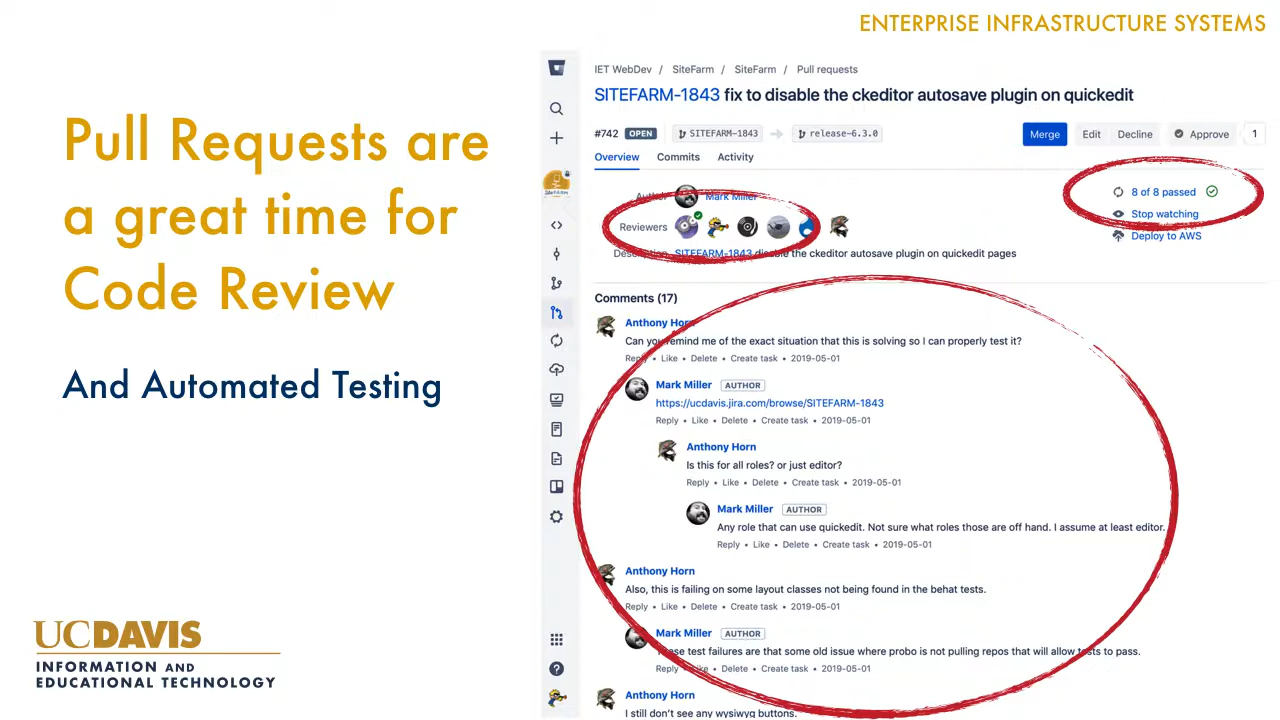 ENTERPRISE INFRASTRUCTURE SYSTEMS
Pull Requests are
a great time for
Code Review
And Automated Testing
UCDAVIS
INFORMATION AND
EDUCATIONAL TECHNOLOGY
IET WebDev / SiteFarm / SiteFarm / Pull requests
SITEFARM-1843 fix to disable the ckeditor autosave plugin on quickedit
#742 OPEN SITEFARM-1843 → release-6.3.0 Merge Edit Decline Approve 1
Overview Commits Activity
Author Mark Miller
8 of 8 passed
Reviewers
Stop watching
Deploy to AWS
Description SITEFARM-1843 disable the ckeditor autosave plugin on quickedit pages
Comments (17)
Anthony Horn
Can you remind me of the exact situation that this is solving so I can properly test it?
Reply • Like • Delete • Create task • 2019-05-01
Mark Miller AUTHOR
https://ucdavis.jira.com/browse/SITEFARM-1843
Reply • Like • Delete • Create task • 2019-05-01
Anthony Horn
Is this for all roles? or just editor?
Reply • Like • Delete • Create task • 2019-05-01
Mark Miller AUTHOR
Any role that can use quickedit. Not sure what roles those are off hand. I assume at least editor.
Reply • Like • Delete • Create task • 2019-05-01
Anthony Horn
Also, this is failing on some layout classes not being found in the behat tests.
Reply • Like • Delete • Create task • 2019-05-01
Mark Miller AUTHOR
These test failures are that some old issue where probo is not pulling repos that will allow tests to pass.
Reply • Like • Delete • Create task • 2019-05-01
Anthony Horn
I still don't see any wysiwyg buttons.